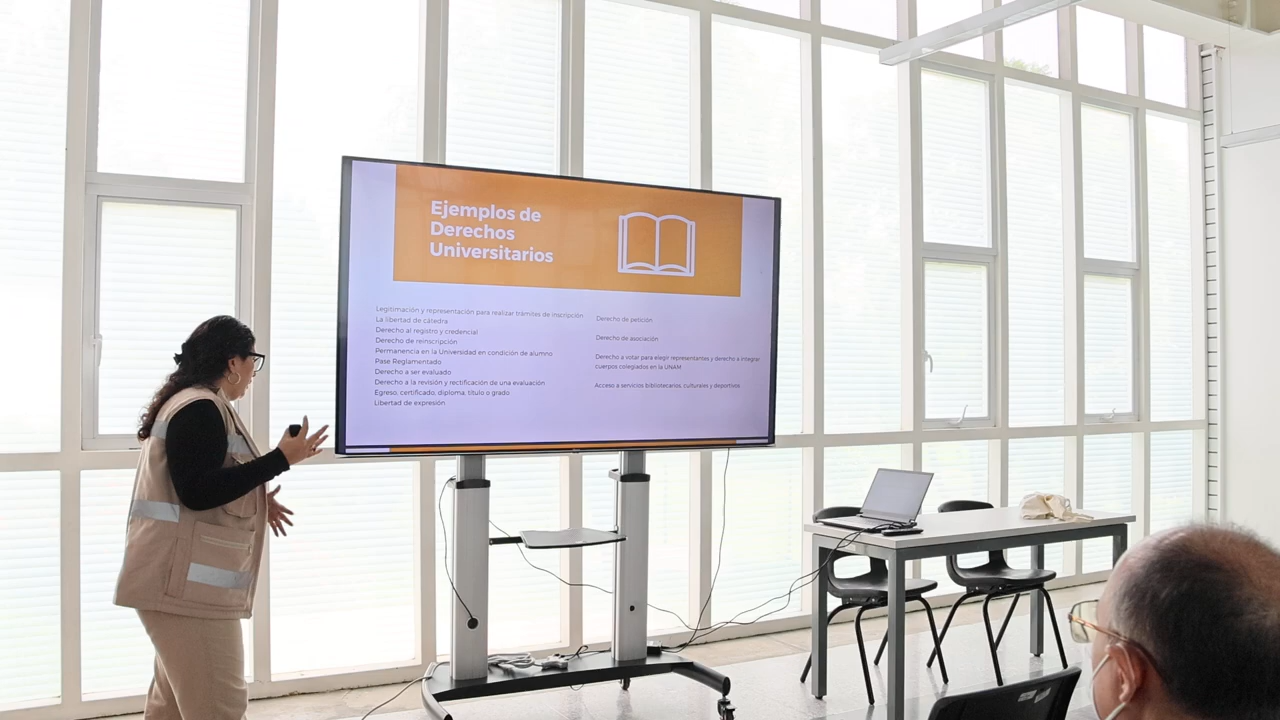 Ejemplos de
Derechos
Universitarios
Legitimación y representación para realizar trámites de inscripción
La libertad de cátedra
Derecho al registro y credencial
Derecho de reinscripción
Permanencia en la Universidad en condición de alumno
Pase Reglamentado
Derecho a ser evaluado
Derecho a la revisión y rectificación de una evaluación
Egreso, certificado, diploma, título o grado
Libertad de expresión
Derecho de petición
Derecho de asociación
Derecho a votar para elegir representantes y derecho a integrar
cuerpos colegiados en la UNAM
Acceso a servicios bibliotecarios, culturales y deportivos